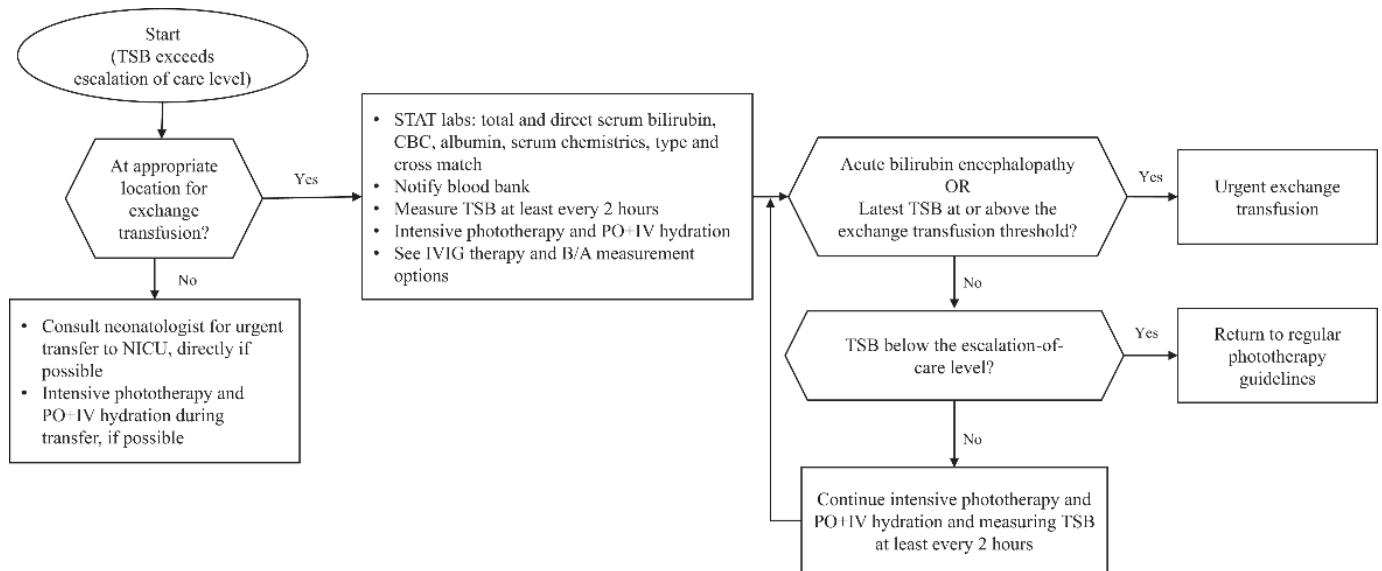 Start
(TSB exceeds
escalation of care level)
At appropriate
location for
exchange
transfusion?
Yes
No
• Consult neonatologist for urgent
transfer to NICU, directly if
possible
• Intensive phototherapy and
PO+IV hydration during
transfer, if possible
• STAT labs: total and direct serum bilirubin,
CBC, albumin, serum chemistries, type and
cross match
• Notify blood bank
• Measure TSB at least every 2 hours
• Intensive phototherapy and PO+IV hydration
• See IVIG therapy and B/A measurement
options
Acute bilirubin encephalopathy
OR
Latest TSB at or above the
exchange transfusion threshold?
Yes
Urgent exchange
transfusion
No
TSB below the escalation-of-
care level?
Yes
Return to regular
phototherapy
guidelines
No
Continue intensive phototherapy and
PO+IV hydration and measuring TSB
at least every 2 hours